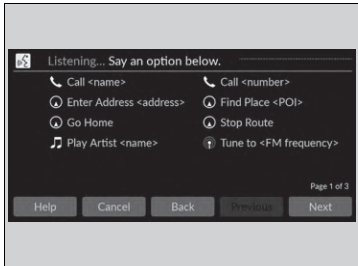 Listening... Say an option below.
Call <name> Call <number>
Enter Address <address> Find Place <POI>
Go Home Stop Route
Play Artist <name> Tune to <FM frequency>
Page 1 of 3
Help Cancel Back Previous Next